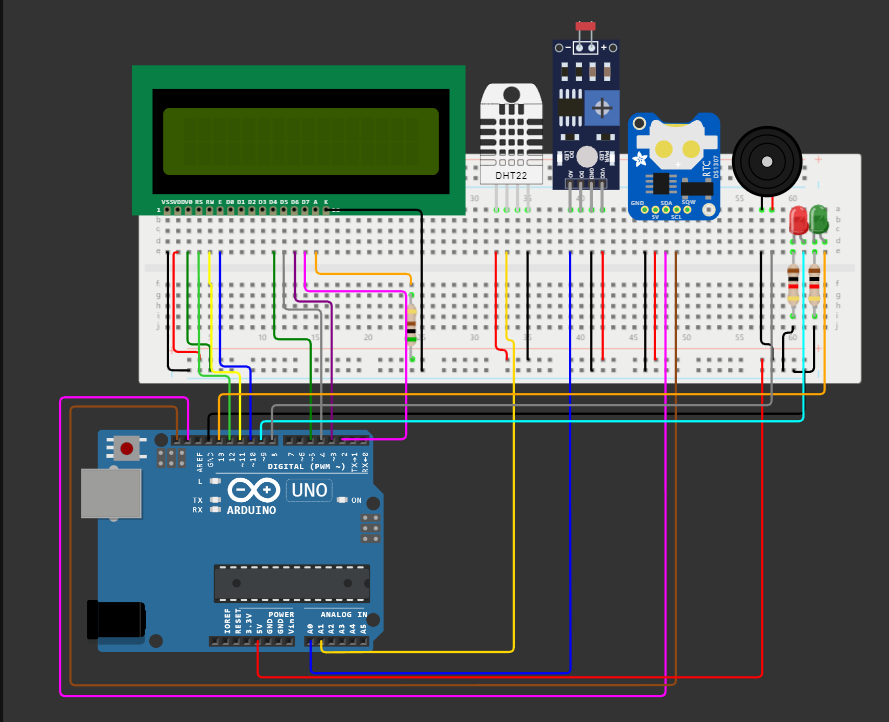 VSS VDD V0 RS RW E D0 D1 D2 D3 D4 D5 D6 D7 A K
1
DHT22
− +
DO LED
PWR LED
AO DO GND VCC
RTC
DS1307
GND SDA SQW
5V SCL
30 35 40 45 50 55 60
a
b
c
d
e
f
g
h
i
j
10 15 20 25 30 35 40 45 50 55 60
AREF GND 13 12 ~11 ~10 ~9 8 7 ~6 ~5 4 ~3 2 TX→1 RX←0
DIGITAL (PWM ~)
L
TX
RX
UNO
ON
ARDUINO
IOREF RESET 3.3V 5V GND GND Vin
POWER
ANALOG IN
A0 A1 A2 A3 A4 A5